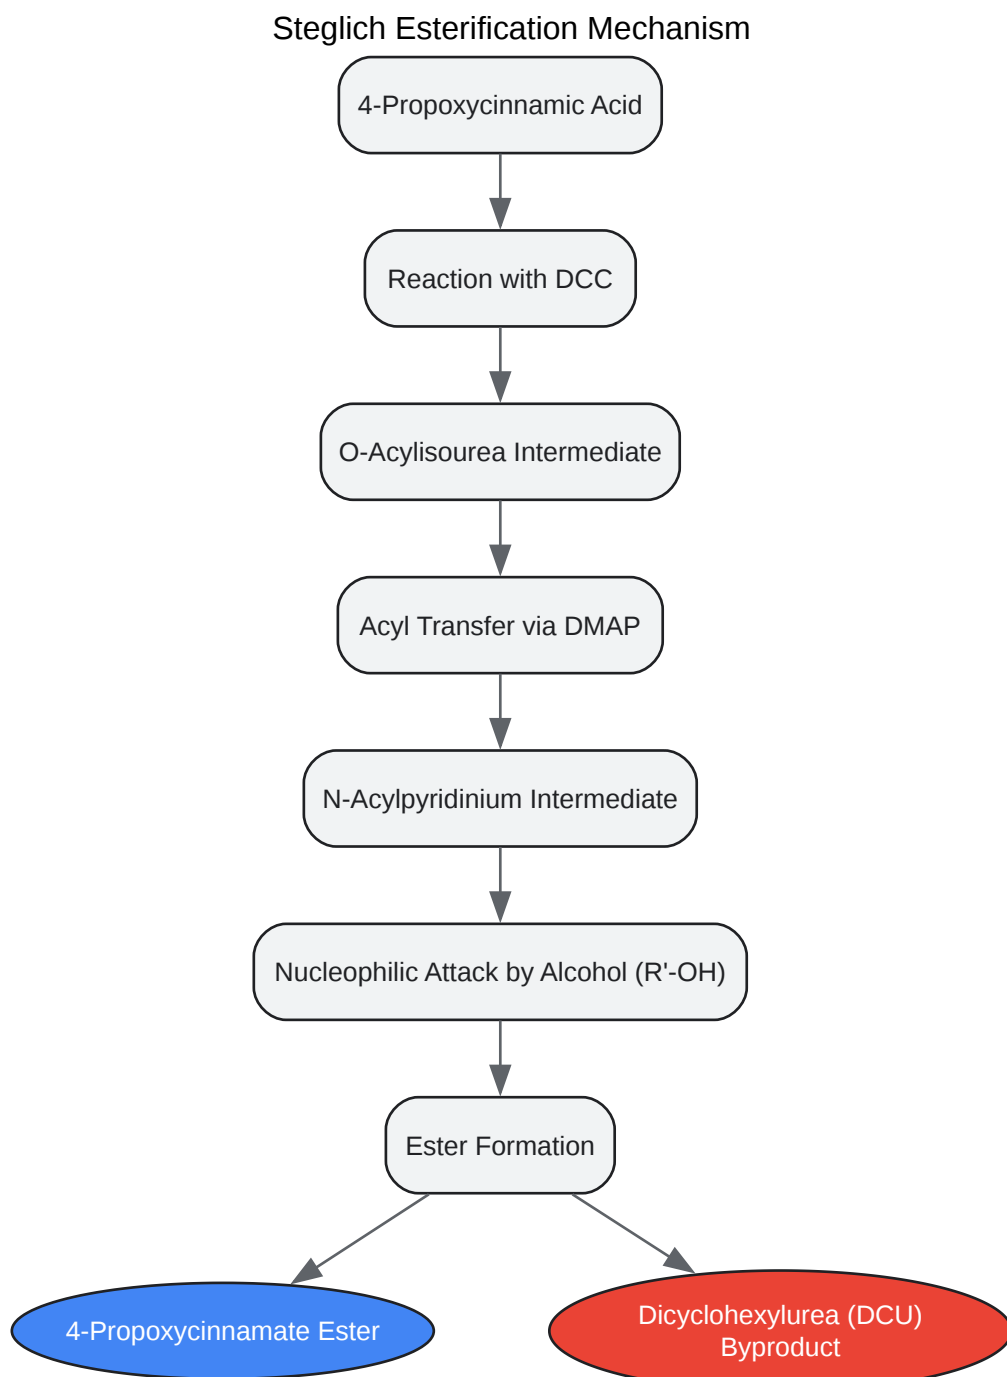 Steglich Esterification Mechanism
4-Propoxycinnamic Acid
Reaction with DCC
O-Acylisourea Intermediate
Acyl Transfer via DMAP
N-Acylpyridinium Intermediate
Nucleophilic Attack by Alcohol (R'-OH)
Ester Formation
4-Propoxycinnamate Ester
Dicyclohexylurea (DCU)
Byproduct